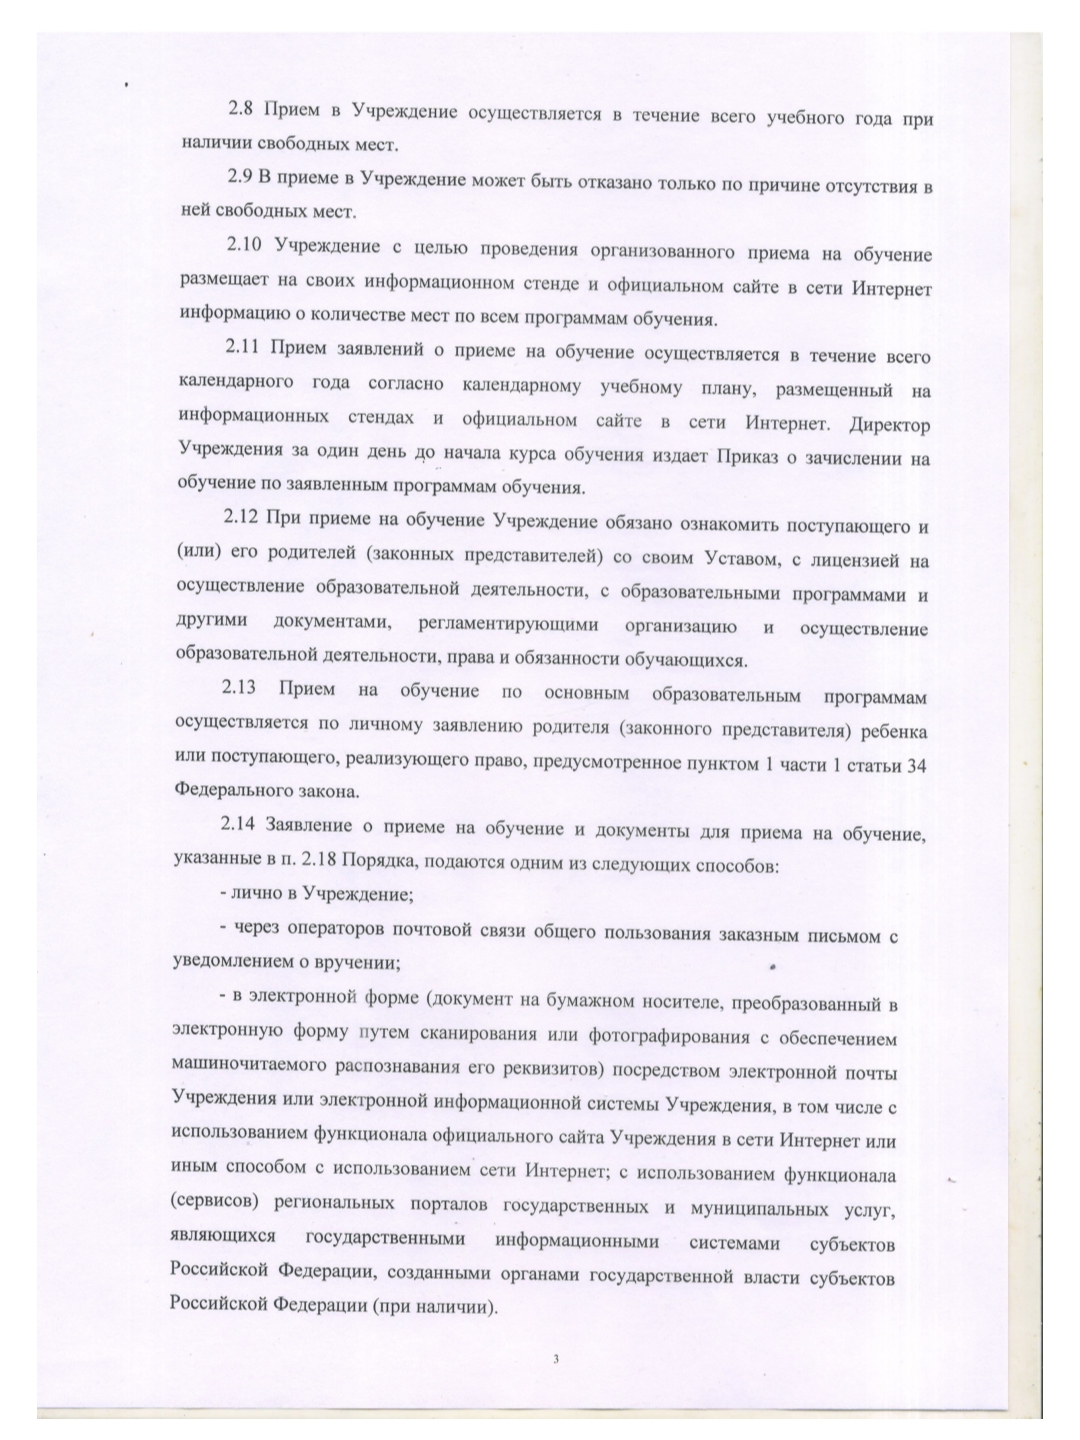 2.8 Прием в Учреждение осуществляется в течение всего учебного года при
наличии свободных мест.
2.9 В приеме в Учреждение может быть отказано только по причине отсутствия в
ней свободных мест.
2.10 Учреждение с целью проведения организованного приема на обучение
размещает на своих информационном стенде и официальном сайте в сети Интернет
информацию о количестве мест по всем программам обучения.
2.11 Прием заявлений о приеме на обучение осуществляется в течение всего
календарного года согласно календарному учебному плану, размещенный на
информационных стендах и официальном сайте в сети Интернет. Директор
Учреждения за один день до начала курса обучения издает Приказ о зачислении на
обучение по заявленным программам обучения.
2.12 При приеме на обучение Учреждение обязано ознакомить поступающего и
(или) его родителей (законных представителей) со своим Уставом, с лицензией на
осуществление образовательной деятельности, с образовательными программами и
другими документами, регламентирующими организацию и осуществление
образовательной деятельности, права и обязанности обучающихся.
2.13 Прием на обучение по основным образовательным программам
осуществляется по личному заявлению родителя (законного представителя) ребенка
или поступающего, реализующего право, предусмотренное пунктом 1 части 1 статьи 34
Федерального закона.
2.14 Заявление о приеме на обучение и документы для приема на обучение,
указанные в п. 2.18 Порядка, подаются одним из следующих способов:
- лично в Учреждение;
- через операторов почтовой связи общего пользования заказным письмом с
уведомлением о вручении;
- в электронной форме (документ на бумажном носителе, преобразованный в
электронную форму путем сканирования или фотографирования с обеспечением
машиночитаемого распознавания его реквизитов) посредством электронной почты
Учреждения или электронной информационной системы Учреждения, в том числе с
использованием функционала официального сайта Учреждения в сети Интернет или
иным способом с использованием сети Интернет; с использованием функционала
(сервисов) региональных порталов государственных и муниципальных услуг,
являющихся государственными информационными системами субъектов
Российской Федерации, созданными органами государственной власти субъектов
Российской Федерации (при наличии).
3